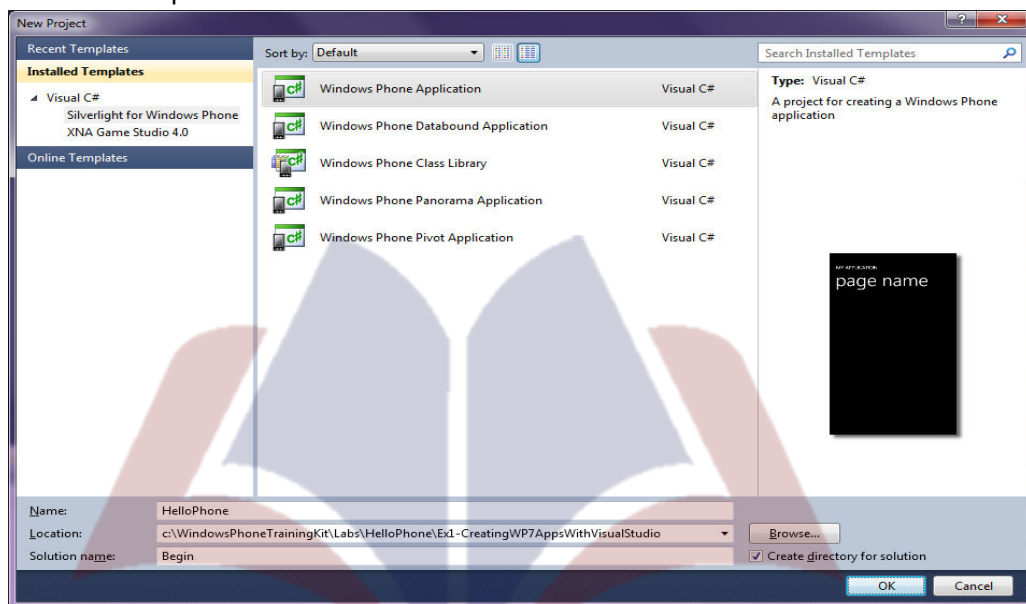 New Project
Recent Templates
Installed Templates
Visual C#
Silverlight for Windows Phone
XNA Game Studio 4.0
Online Templates
Sort by: Default
Search Installed Templates
Windows Phone Application Visual C#
Windows Phone Databound Application Visual C#
Windows Phone Class Library Visual C#
Windows Phone Panorama Application Visual C#
Windows Phone Pivot Application Visual C#
Type: Visual C#
A project for creating a Windows Phone
application
MY APPLICATION
page name
Name: HelloPhone
Location: c:\WindowsPhoneTrainingKit\Labs\HelloPhone\Ex1-CreatingWP7AppsWithVisualStudio
Browse...
Solution name: Begin
Create directory for solution
OK Cancel